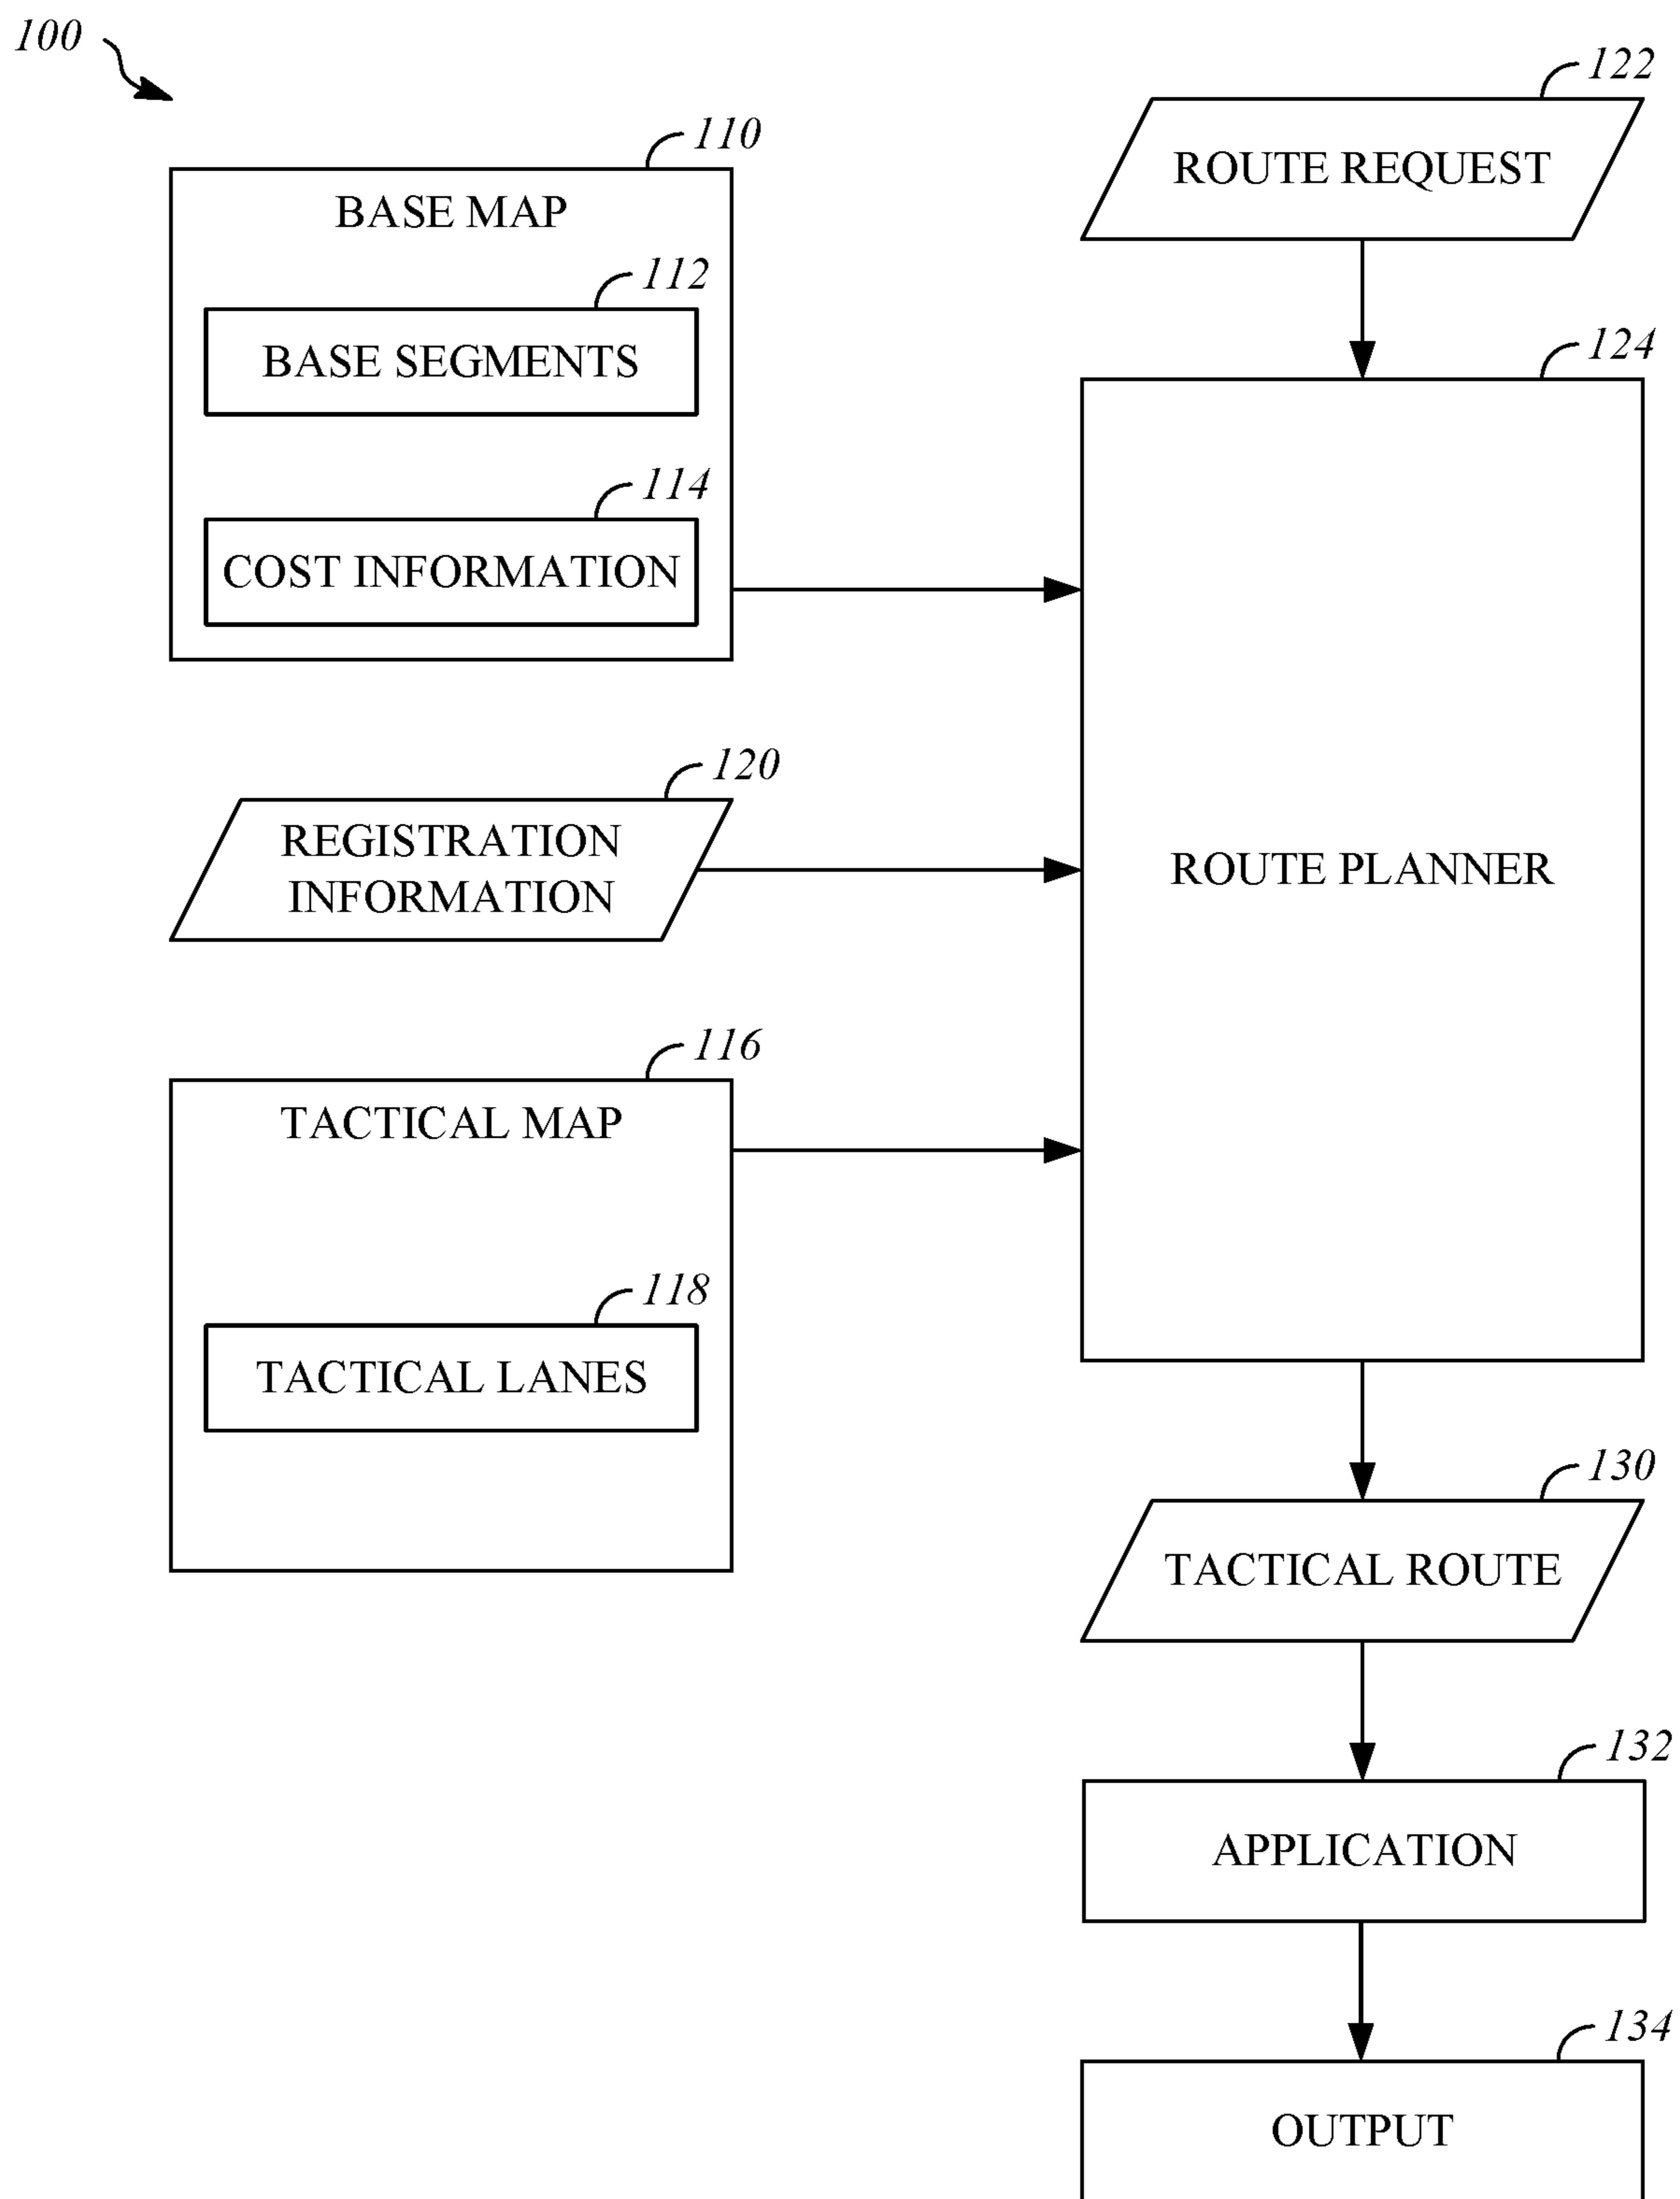 100
110
BASE MAP
112
BASE SEGMENTS
114
COST INFORMATION
120
REGISTRATION
INFORMATION
116
TACTICAL MAP
118
TACTICAL LANES
122
ROUTE REQUEST
124
ROUTE PLANNER
130
TACTICAL ROUTE
132
APPLICATION
134
OUTPUT